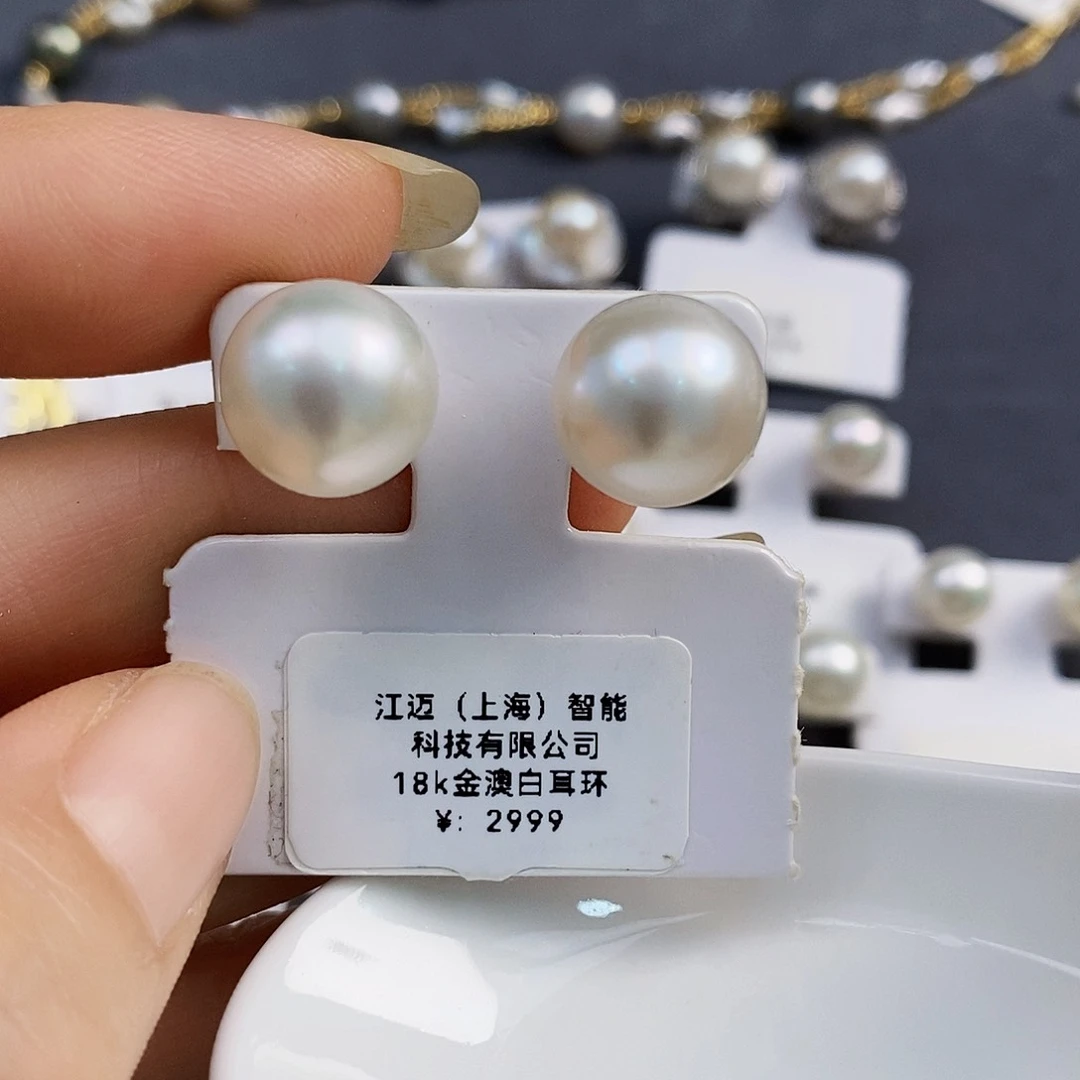 江迈（上海）智能
科技有限公司
18k金澳白耳环
¥: 2999